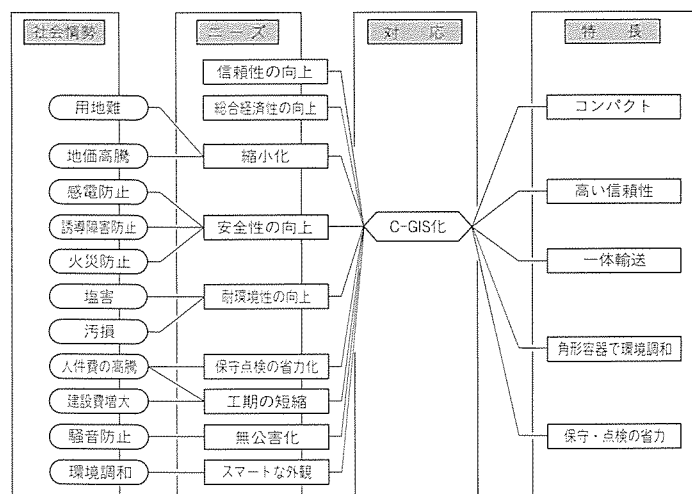 社会情勢
ニーズ
対応
特長
信頼性の向上
総合経済性の向上
用地難
縮小化
地価高騰
感電防止
誘導障害防止
安全性の向上
火災防止
塩害
耐環境性の向上
汚損
人件費の高騰
保守点検の省力化
建設費増大
工期の短縮
騒音防止
無公害化
環境調和
スマートな外観
C-GIS化
コンパクト
高い信頼性
一体輸送
角形容器で環境調和
保守・点検の省力